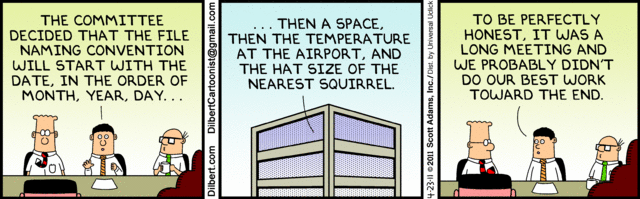 THE COMMITTEE
DECIDED THAT THE FILE
NAMING CONVENTION
WILL START WITH THE
DATE, IN THE ORDER OF
MONTH, YEAR, DAY...
...THEN A SPACE,
THEN THE TEMPERATURE
AT THE AIRPORT, AND
THE HAT SIZE OF THE
NEAREST SQUIRREL.
Dilbert.com DilbertCartoonist@gmail.com
TO BE PERFECTLY
HONEST, IT WAS A
LONG MEETING AND
WE PROBABLY DIDN'T
DO OUR BEST WORK
TOWARD THE END.
4-23-11 ©2011 Scott Adams, Inc./Dist. by Universal Uclick